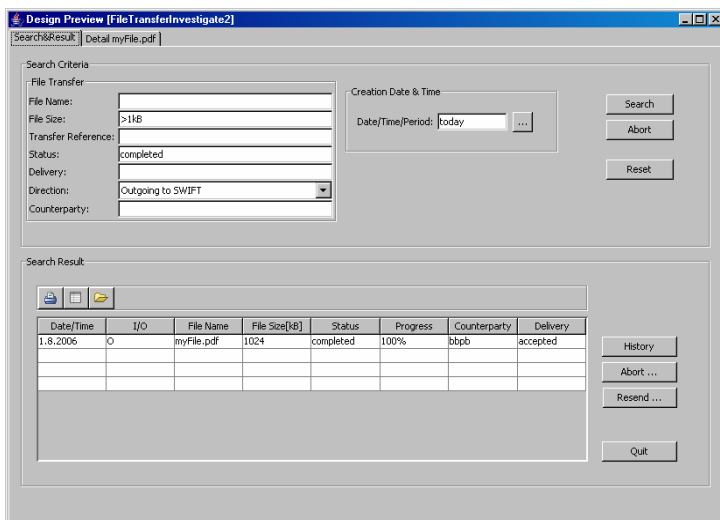 Design Preview [FileTransferInvestigate2]
Search&Result Detail myFile.pdf
Search Criteria
File Transfer
File Name:
File Size: >1kB
Transfer Reference:
Status: completed
Delivery:
Direction: Outgoing to SWIFT
Counterparty:
Creation Date & Time
Date/Time/Period: today ...
Search
Abort
Reset
Search Result
Date/Time I/O File Name File Size[kB] Status Progress Counterparty Delivery
1.8.2006 O myFile.pdf 1024 completed 100% bbpb accepted
History
Abort ...
Resend ...
Quit